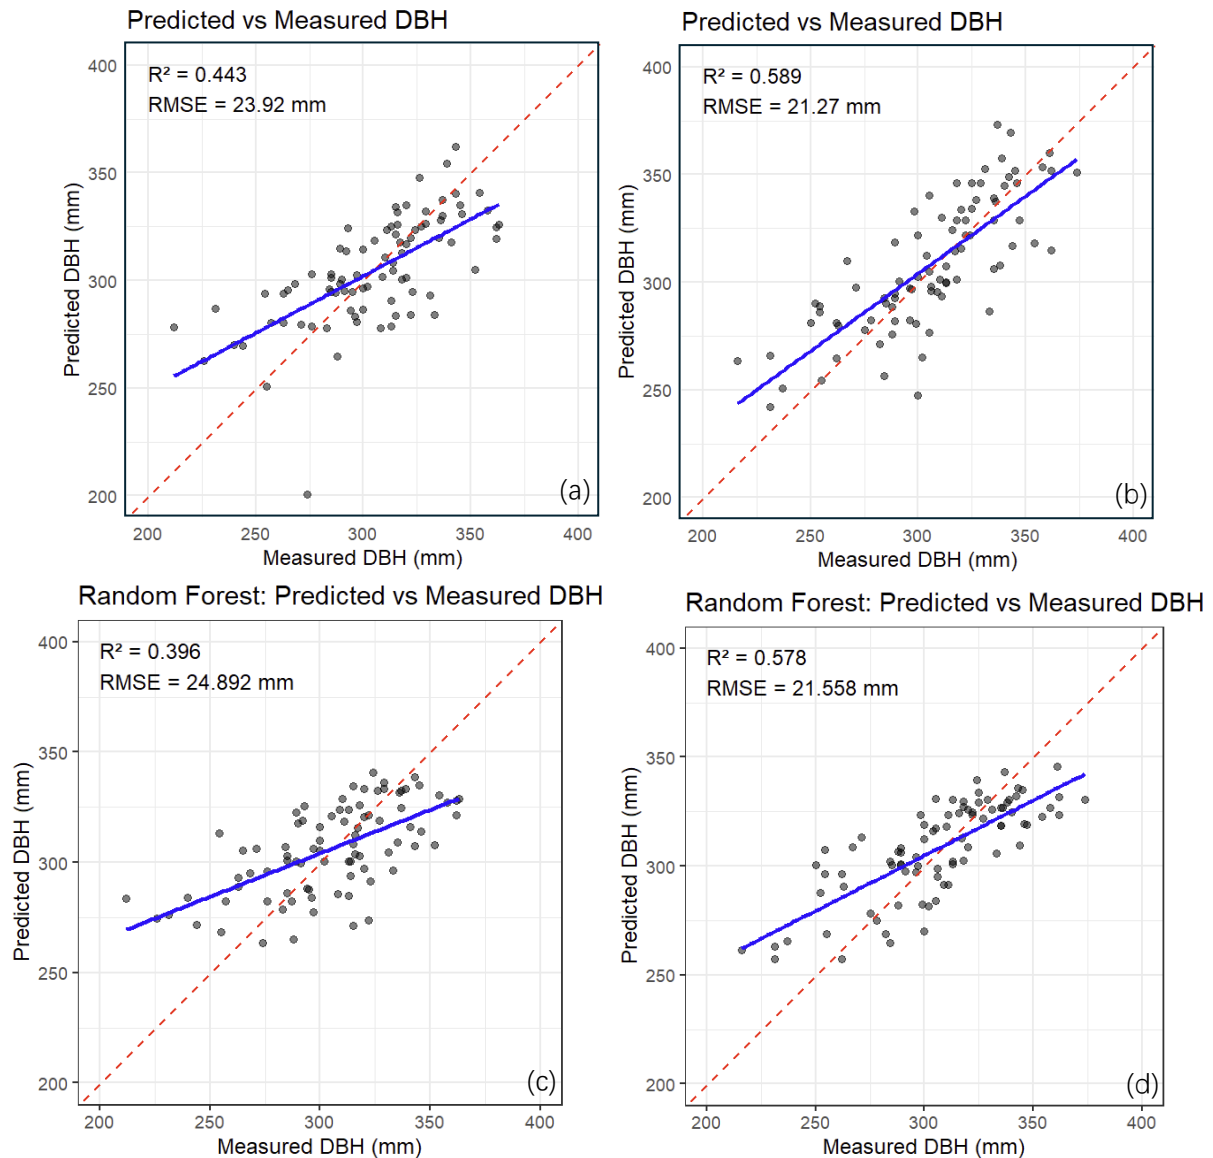 Predicted vs Measured DBH
R² = 0.443
RMSE = 23.92 mm
Predicted DBH (mm)
400
350
300
250
200
(a)
200 250 300 350 400
Measured DBH (mm)
Predicted vs Measured DBH
R² = 0.589
RMSE = 21.27 mm
Predicted DBH (mm)
400
350
300
250
200
(b)
200 250 300 350 400
Measured DBH (mm)
Random Forest: Predicted vs Measured DBH
R² = 0.396
RMSE = 24.892 mm
Predicted DBH (mm)
400
350
300
250
200
(c)
200 250 300 350 400
Measured DBH (mm)
Random Forest: Predicted vs Measured DBH
R² = 0.578
RMSE = 21.558 mm
Predicted DBH (mm)
400
350
300
250
200
(d)
200 250 300 350 400
Measured DBH (mm)